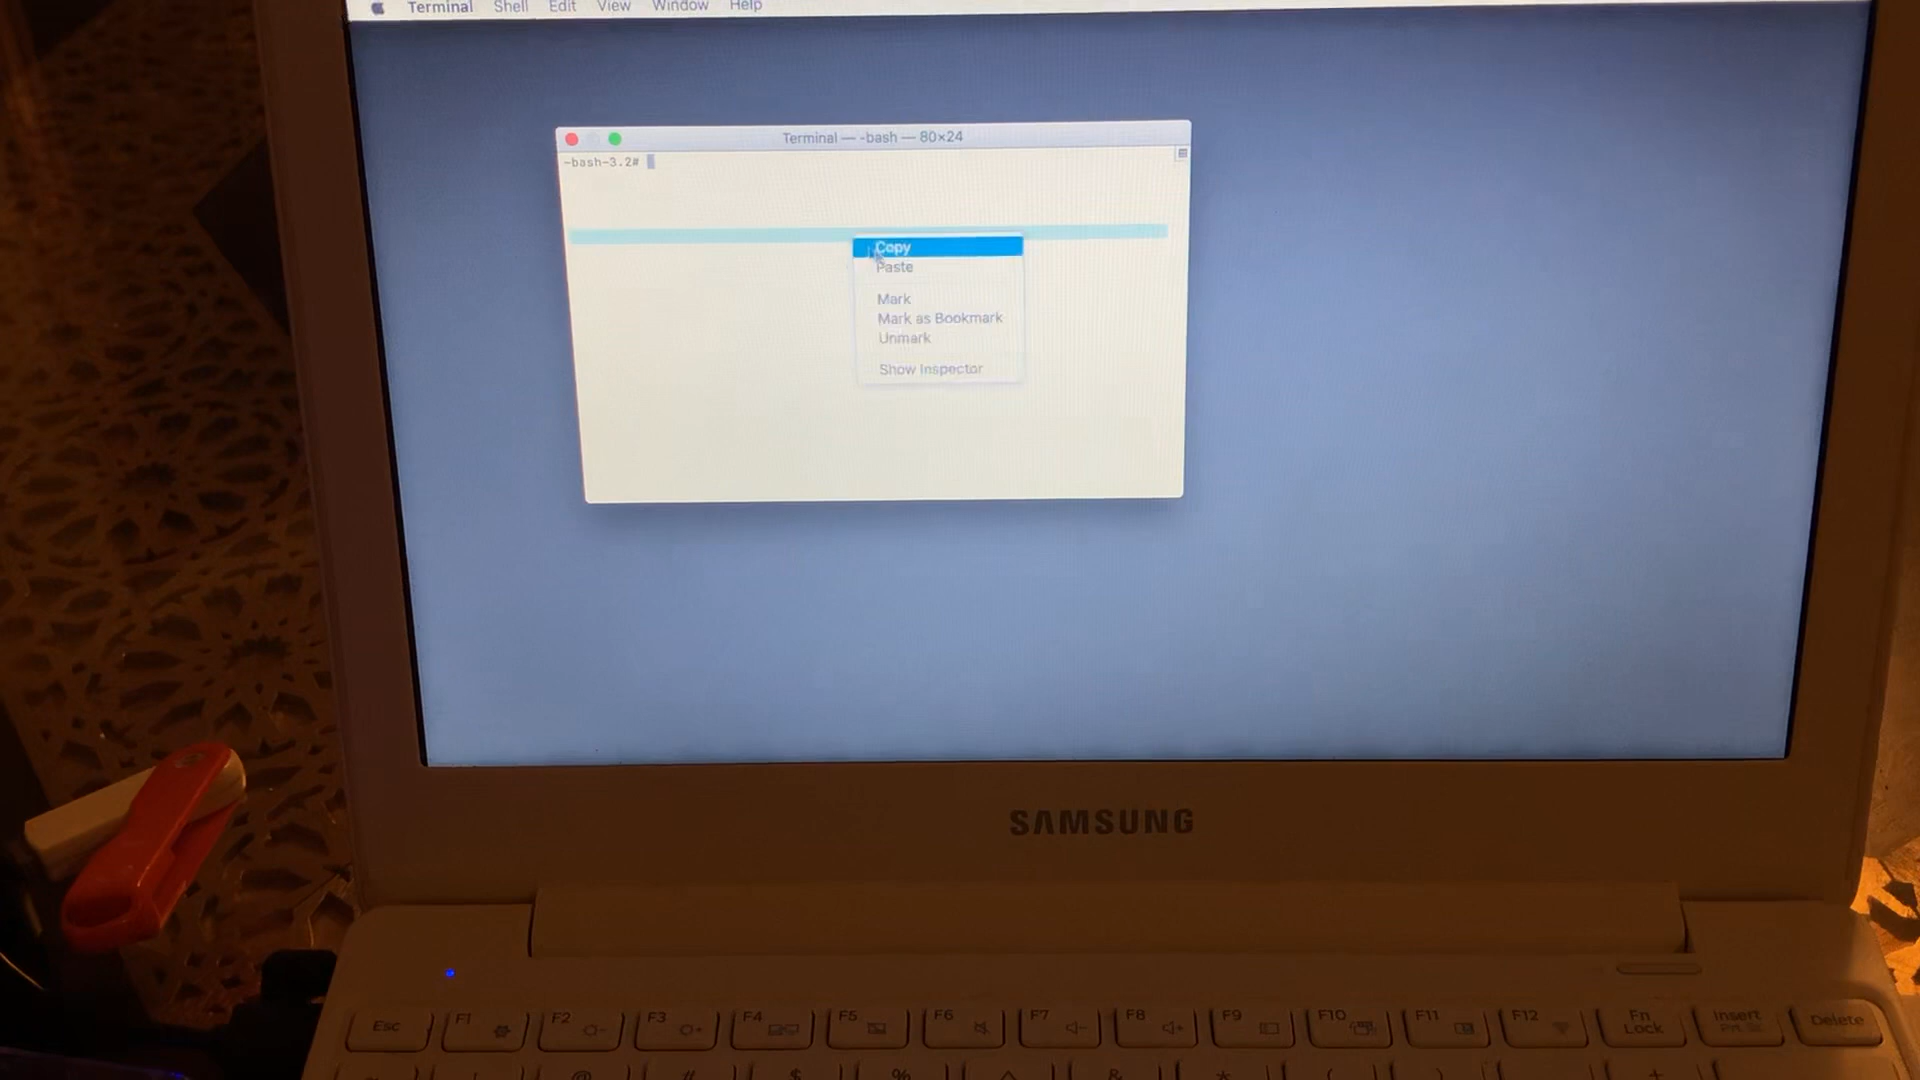 Terminal Shell Edit View Window Help
Terminal — -bash — 80×24
-bash-3.2#
Copy
Paste
Mark
Mark as Bookmark
Unmark
Show Inspector
SAMSUNG
Esc F1 F2 F3 F4 F5 F6 F7 F8 F9 F10 F11 F12 Fn Lock Insert Delete
! @ # $ % ^ & * ( ) +